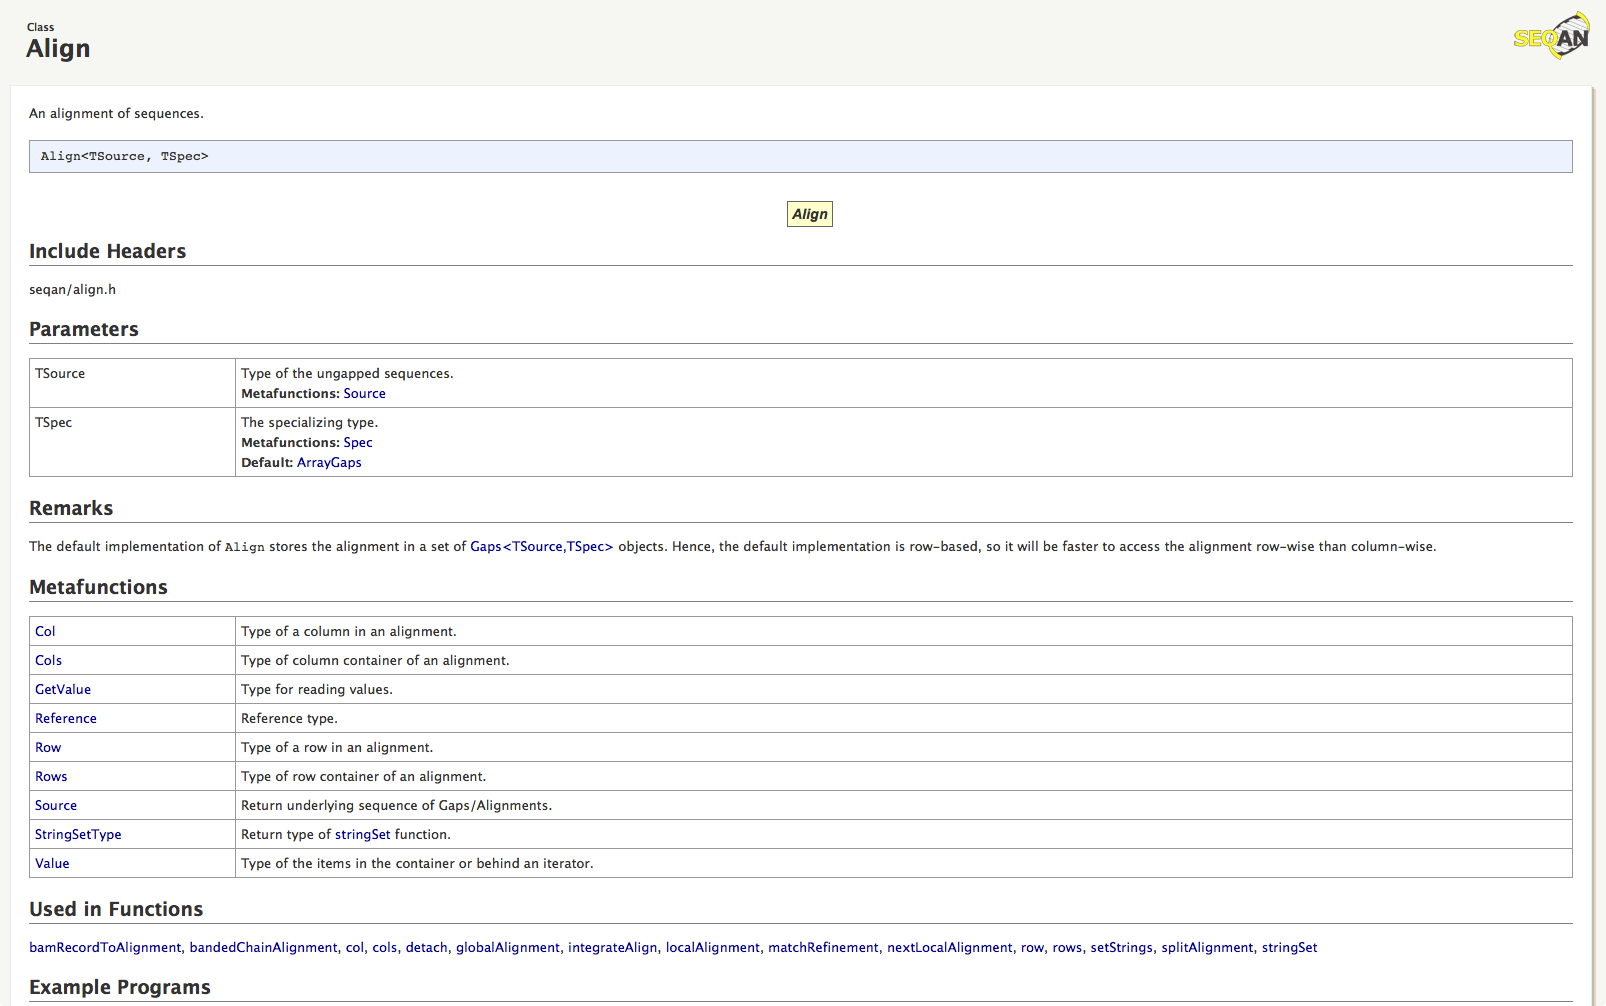 Class
Align
SEQAN
An alignment of sequences.
Align<TSource, TSpec>
Align
Include Headers
seqan/align.h
Parameters
TSource
Type of the ungapped sequences.
Metafunctions: Source
TSpec
The specializing type.
Metafunctions: Spec
Default: ArrayGaps
Remarks
The default implementation of Align stores the alignment in a set of Gaps<TSource,TSpec> objects. Hence, the default implementation is row-based, so it will be faster to access the alignment row-wise than column-wise.
Metafunctions
Col Type of a column in an alignment.
Cols Type of column container of an alignment.
GetValue Type for reading values.
Reference Reference type.
Row Type of a row in an alignment.
Rows Type of row container of an alignment.
Source Return underlying sequence of Gaps/Alignments.
StringSetType Return type of stringSet function.
Value Type of the items in the container or behind an iterator.
Used in Functions
bamRecordToAlignment, bandedChainAlignment, col, cols, detach, globalAlignment, integrateAlign, localAlignment, matchRefinement, nextLocalAlignment, row, rows, setStrings, splitAlignment, stringSet
Example Programs